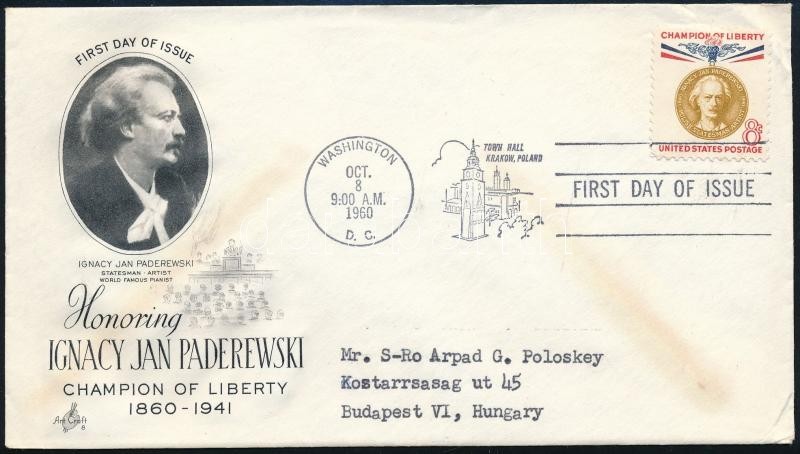 FIRST DAY OF ISSUE
IGNACY JAN PADEREWSKI
STATESMAN · ARTIST
WORLD FAMOUS PIANIST
Honoring
IGNACY JAN PADEREWSKI
CHAMPION OF LIBERTY
1860-1941
Art Craft
WASHINGTON
OCT.
8
9:00 A.M.
1960
D. C.
TOWN HALL
KRAKOW, POLAND
FIRST DAY OF ISSUE
CHAMPION OF LIBERTY
IGNACY JAN PADEREWSKI
8¢
UNITED STATES POSTAGE
Mr. S-Ro Arpad G. Poloskey
Kostarrsasag ut 45
Budapest VI, Hungary